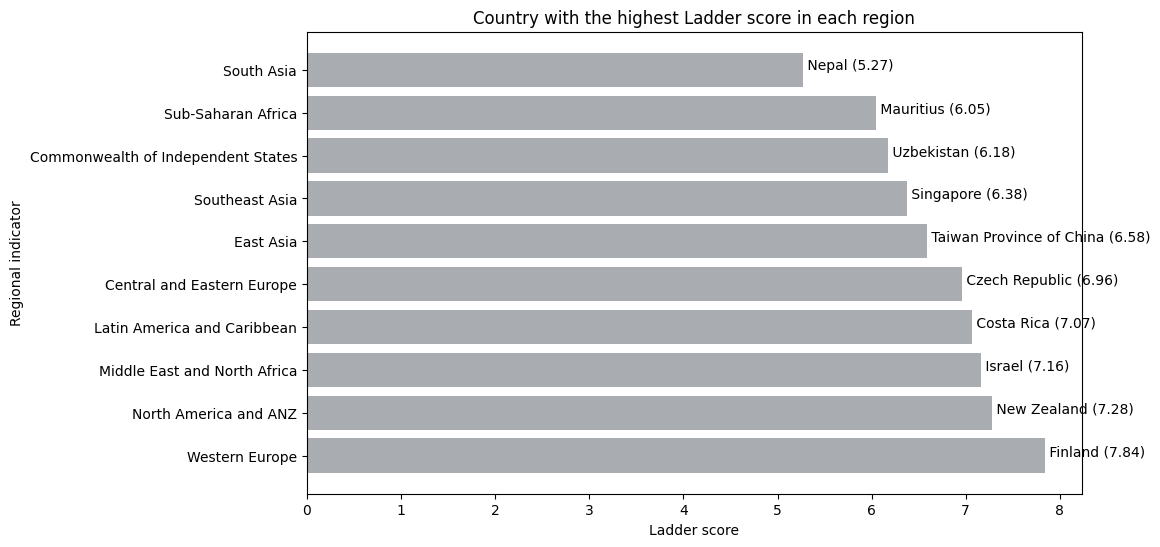 Country with the highest Ladder score in each region
South Asia
Nepal (5.27)
Sub-Saharan Africa
Mauritius (6.05)
Commonwealth of Independent States
Uzbekistan (6.18)
Southeast Asia
Singapore (6.38)
East Asia
Taiwan Province of China (6.58)
Central and Eastern Europe
Czech Republic (6.96)
Latin America and Caribbean
Costa Rica (7.07)
Middle East and North Africa
Israel (7.16)
North America and ANZ
New Zealand (7.28)
Western Europe
Finland (7.84)
Regional indicator
0 1 2 3 4 5 6 7 8
Ladder score